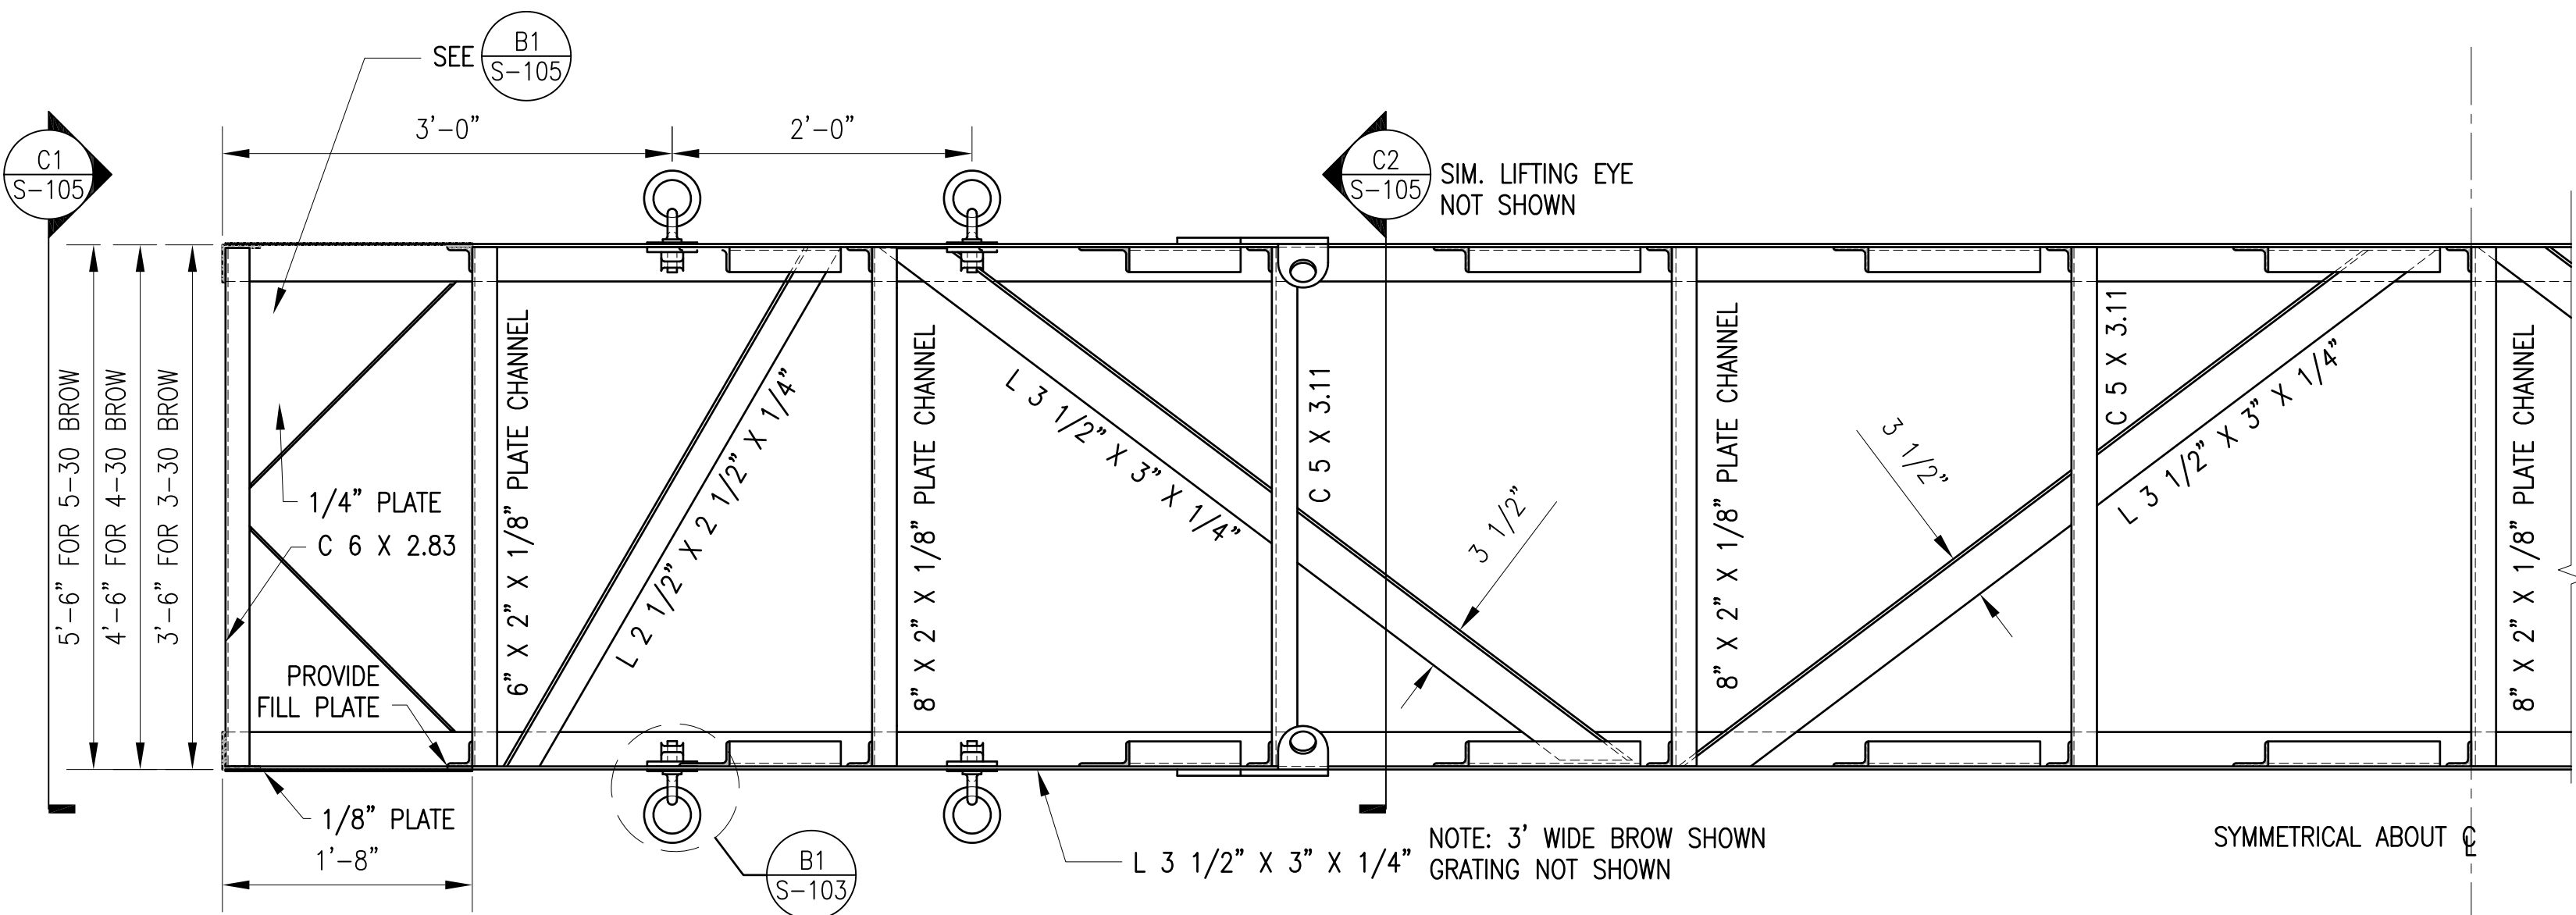 SEE
B1
S-105
3'-0"
2'-0"
C1
S-105
C2
S-105
SIM. LIFTING EYE
NOT SHOWN
5'-6" FOR 5-30 BROW
4'-6" FOR 4-30 BROW
3'-6" FOR 3-30 BROW
1/4" PLATE
C 6 X 2.83
PROVIDE
FILL PLATE
6" X 2" X 1/8" PLATE CHANNEL
L 2 1/2" X 2 1/2" X 1/4"
8" X 2" X 1/8" PLATE CHANNEL
L 3 1/2" X 3" X 1/4"
C 5 X 3.11
3 1/2"
8" X 2" X 1/8" PLATE CHANNEL
3 1/2"
C 5 X 3.11
L 3 1/2" X 3" X 1/4"
8" X 2" X 1/8" PLATE CHANNEL
1/8" PLATE
1'-8"
B1
S-103
L 3 1/2" X 3" X 1/4"
NOTE: 3' WIDE BROW SHOWN
GRATING NOT SHOWN
SYMMETRICAL ABOUT ℄